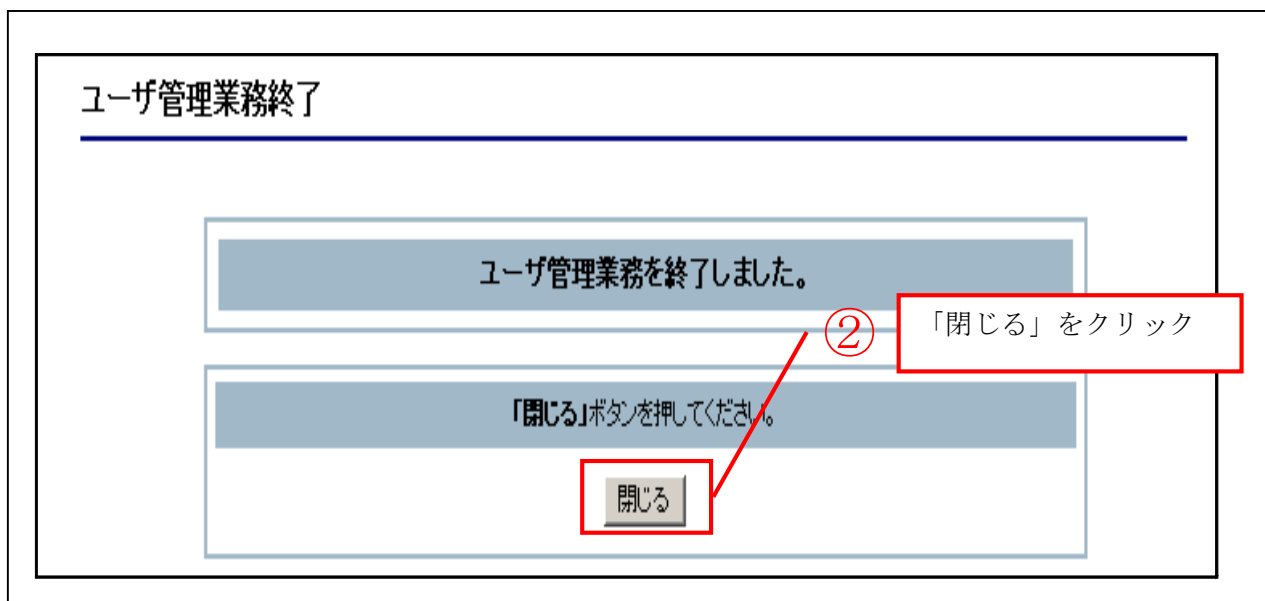 ユーザ管理業務終了
ユーザ管理業務を終了しました。
②
「閉じる」をクリック
「閉じる」ボタンを押してください。
閉じる